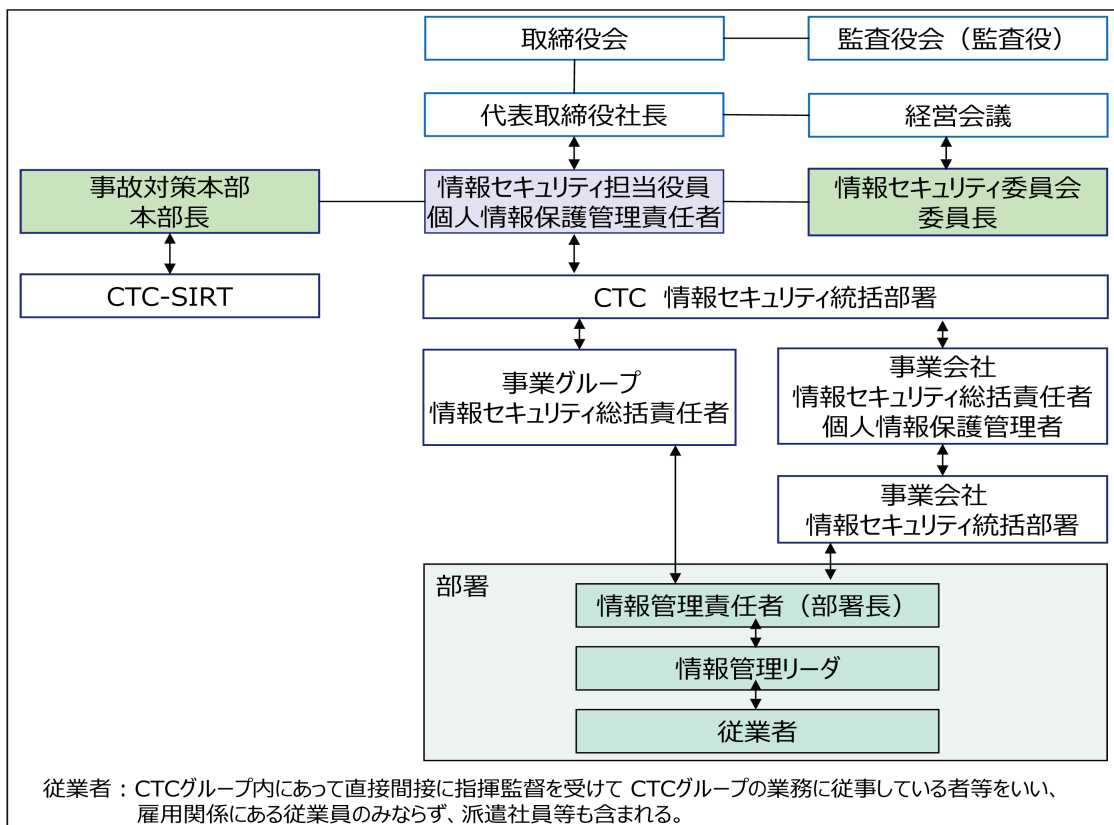 取締役会
監査役会（監査役）
代表取締役社長
経営会議
事故対策本部
本部長
情報セキュリティ担当役員
個人情報保護管理責任者
情報セキュリティ委員会
委員長
CTC-SIRT
CTC 情報セキュリティ統括部署
事業グループ
情報セキュリティ総括責任者
事業会社
情報セキュリティ総括責任者
個人情報保護管理者
事業会社
情報セキュリティ統括部署
部署
情報管理責任者（部署長）
情報管理リーダ
従業者
従業者：CTCグループ内にあって直接間接に指揮監督を受けて CTCグループの業務に従事している者等をいい、
雇用関係にある従業員のみならず、派遣社員等も含まれる。